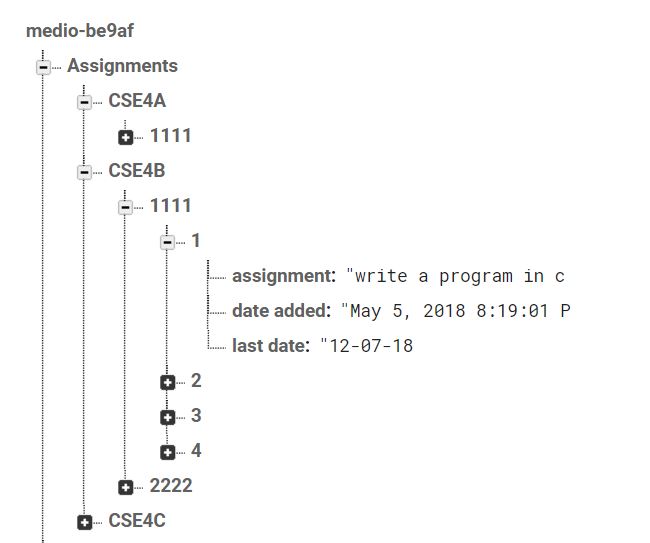 medio-be9af
Assignments
CSE4A
1111
CSE4B
1111
1
assignment: "write a program in c
date added: "May 5, 2018 8:19:01 P
last date: "12-07-18
2
3
4
2222
CSE4C